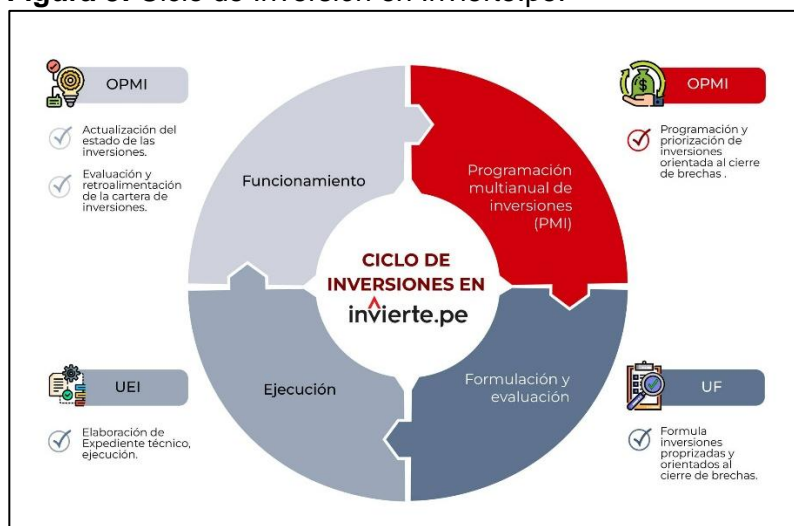 Figura 3. Ciclo de Inversión en Invierte.pe.
OPMI
Actualización del
estado de las
inversiones.
Evaluación y
retroalimentación
de la cartera de
inversiones.
Funcionamiento
Programación
multianual de
inversiones
(PMI)
OPMI
Programación y
priorización de
inversiones
orientada al cierre
de brechas .
CICLO DE
INVERSIONES EN
invierte.pe
UEI
Elaboración de
Expediente técnico,
ejecución.
Ejecución
Formulación y
evaluación
UF
Formula
inversiones
proprizadas y
orientados al
cierre de brechas.